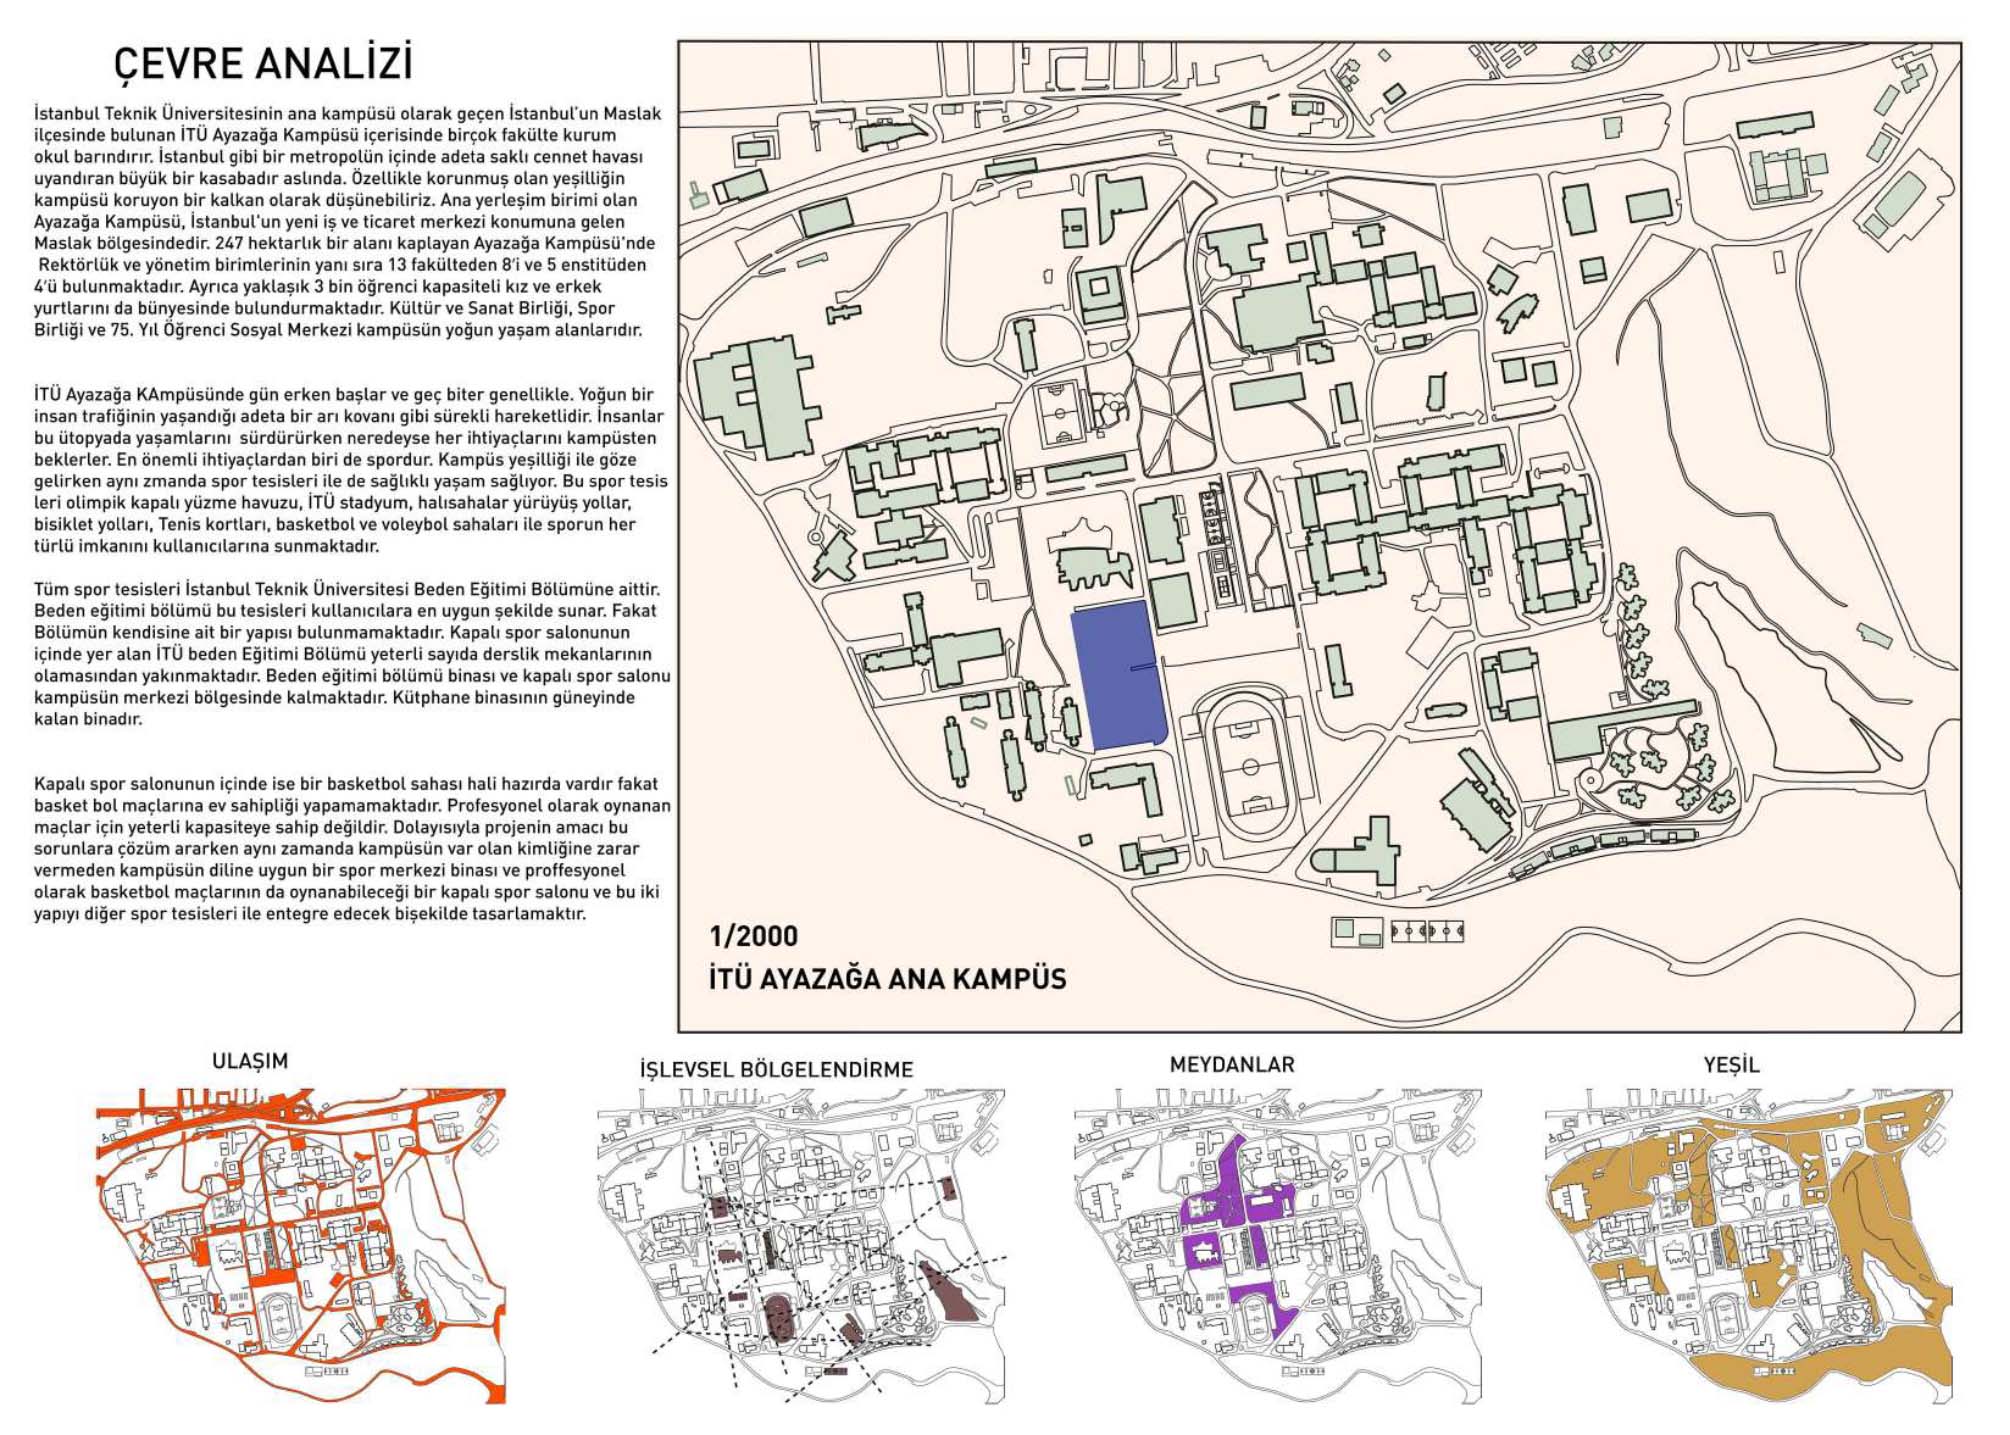 ÇEVRE ANALİZİ
İstanbul Teknik Üniversitesinin ana kampüsü olarak geçen İstanbul'un Maslak
ilçesinde bulunan İTÜ Ayazağa Kampüsü içerisinde birçok fakülte kurum
okul barındırır. İstanbul gibi bir metropolün içinde adeta saklı cennet havası
uyandıran büyük bir kasabadır aslında. Özellikle korunmuş olan yeşilliğin
kampüsü koruyon bir kalkan olarak düşünebiliriz. Ana yerleşim birimi olan
Ayazağa Kampüsü, İstanbul'un yeni iş ve ticaret merkezi konumuna gelen
Maslak bölgesindedir. 247 hektarlık bir alanı kaplayan Ayazağa Kampüsü'nde
Rektörlük ve yönetim birimlerinin yanı sıra 13 fakülteden 8'i ve 5 enstitüden
4'ü bulunmaktadır. Ayrıca yaklaşık 3 bin öğrenci kapasiteli kız ve erkek
yurtlarını da bünyesinde bulundurmaktadır. Kültür ve Sanat Birliği, Spor
Birliği ve 75. Yıl Öğrenci Sosyal Merkezi kampüsün yoğun yaşam alanlarıdır.
İTÜ Ayazağa KAmpüsünde gün erken başlar ve geç biter genellikle. Yoğun bir
insan trafiğinin yaşandığı adeta bir arı kovanı gibi sürekli hareketlidir. İnsanlar
bu ütopyada yaşamlarını sürdürürken neredeyse her ihtiyaçlarını kampüsten
beklerler. En önemli ihtiyaçlardan biri de spordur. Kampüs yeşilliği ile göze
gelirken aynı zmanda spor tesisleri ile de sağlıklı yaşam sağlıyor. Bu spor tesis
leri olimpik kapalı yüzme havuzu, İTÜ stadyum, halısahalar yürüyüş yollar,
bisiklet yolları, Tenis kortları, basketbol ve voleybol sahaları ile sporun her
türlü imkanını kullanıcılarına sunmaktadır.
Tüm spor tesisleri İstanbul Teknik Üniversitesi Beden Eğitimi Bölümüne aittir.
Beden eğitimi bölümü bu tesisleri kullanıcılara en uygun şekilde sunar. Fakat
Bölümün kendisine ait bir yapısı bulunmamaktadır. Kapalı spor salonunun
içinde yer alan İTÜ beden Eğitimi Bölümü yeterli sayıda derslik mekanlarının
olamasından yakınmaktadır. Beden eğitimi bölümü binası ve kapalı spor salonu
kampüsün merkezi bölgesinde kalmaktadır. Kütphane binasının güneyinde
kalan binadır.
Kapalı spor salonunun içinde ise bir basketbol sahası hali hazırda vardır fakat
basket bol maçlarına ev sahipliği yapamamaktadır. Profesyonel olarak oynanan
maçlar için yeterli kapasiteye sahip değildir. Dolayısıyla projenin amacı bu
sorunlara çözüm ararken aynı zamanda kampüsün var olan kimliğine zarar
vermeden kampüsün diline uygun bir spor merkezi binası ve proffesyonel
olarak basketbol maçlarının da oynanabileceği bir kapalı spor salonu ve bu iki
yapıyı diğer spor tesisleri ile entegre edecek bişekilde tasarlamaktır.
1/2000
İTÜ AYAZAĞA ANA KAMPÜS
ULAŞIM
İŞLEVSEL BÖLGELENDİRME
MEYDANLAR
YEŞİL